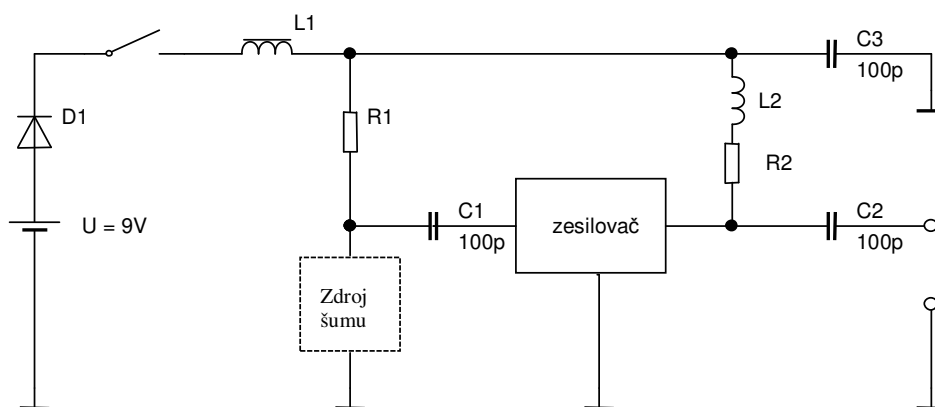 L1
C3
100p
D1
R1
L2
R2
U = 9V
C1
100p
zesilovač
C2
100p
Zdroj
šumu